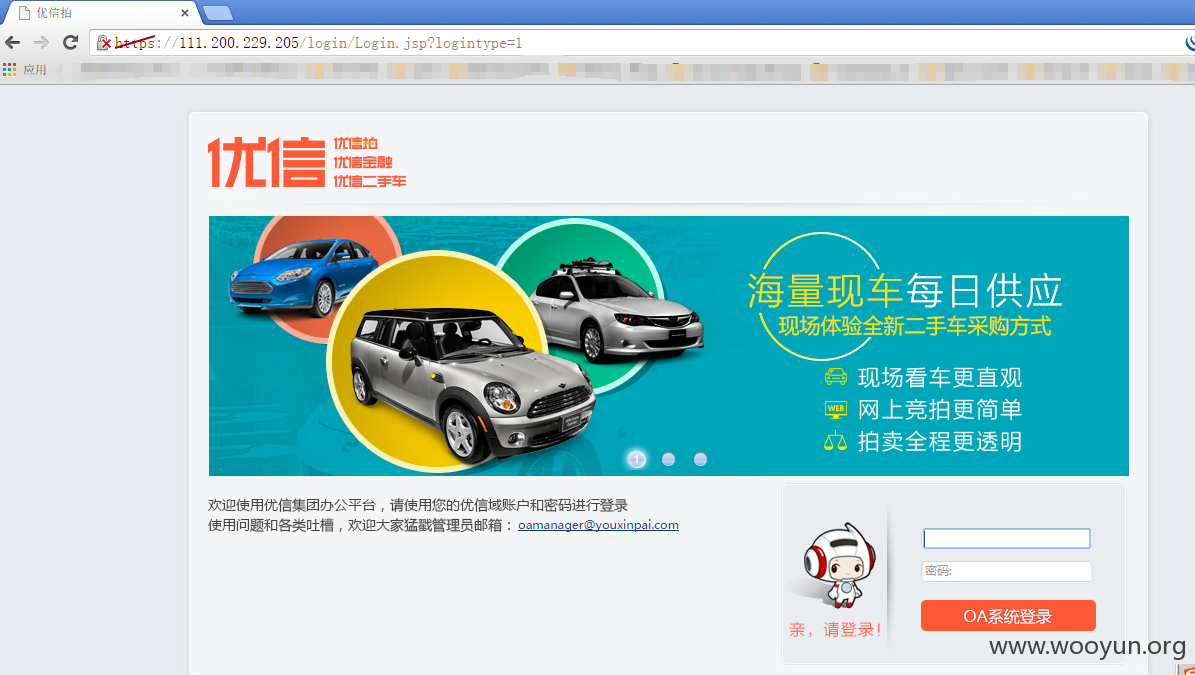 优信拍
https://111.200.229.205/login/Login.jsp?logintype=1
应用
优信
优信拍
优信金融
优信二手车
海量现车每日供应
现场体验全新二手车采购方式
现场看车更直观
WEB 网上竞拍更简单
拍卖全程更透明
1
欢迎使用优信集团办公平台，请使用您的优信域账户和密码进行登录
使用问题和各类吐槽，欢迎大家猛戳管理员邮箱： oamanager@youxinpai.com
密码:
OA系统登录
亲，请登录!
www.wooyun.org